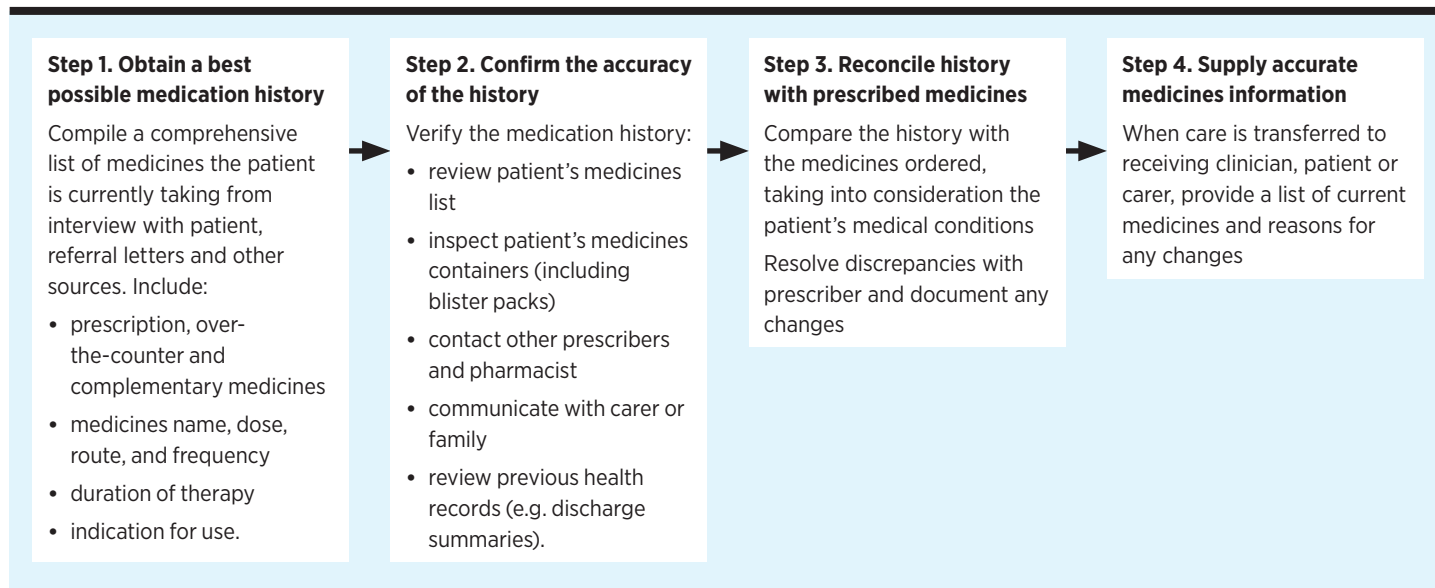 Step 1. Obtain a best
possible medication history
Compile a comprehensive
list of medicines the patient
is currently taking from
interview with patient,
referral letters and other
sources. Include:
• prescription, over-
the-counter and
complementary medicines
• medicines name, dose,
route, and frequency
• duration of therapy
• indication for use.
Step 2. Confirm the accuracy
of the history
Verify the medication history:
• review patient's medicines
list
• inspect patient's medicines
containers (including
blister packs)
• contact other prescribers
and pharmacist
• communicate with carer or
family
• review previous health
records (e.g. discharge
summaries).
Step 3. Reconcile history
with prescribed medicines
Compare the history with
the medicines ordered,
taking into consideration the
patient's medical conditions
Resolve discrepancies with
prescriber and document any
changes
Step 4. Supply accurate
medicines information
When care is transferred to
receiving clinician, patient or
carer, provide a list of current
medicines and reasons for
any changes